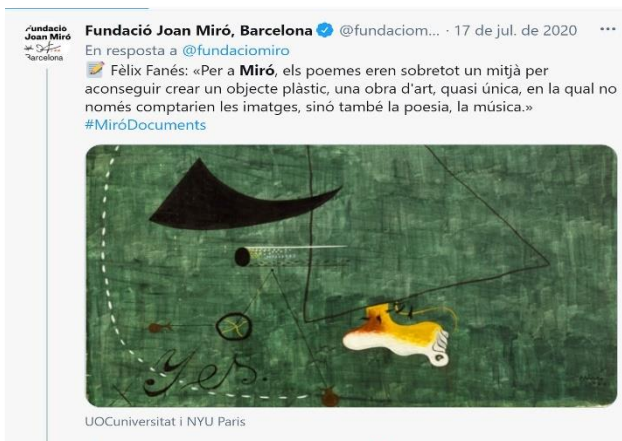 Fundació
Joan Miró
Barcelona
Fundació Joan Miró, Barcelona @fundaciom... · 17 de jul. de 2020 ···
En resposta a @fundaciomiro
📝 Fèlix Fanés: «Per a Miró, els poemes eren sobretot un mitjà per
aconseguir crear un objecte plàstic, una obra d'art, quasi única, en la qual no
només comptarien les imatges, sinó també la poesia, la música.»
#MiróDocuments
Yes.
UOCuniversitat i NYU Paris